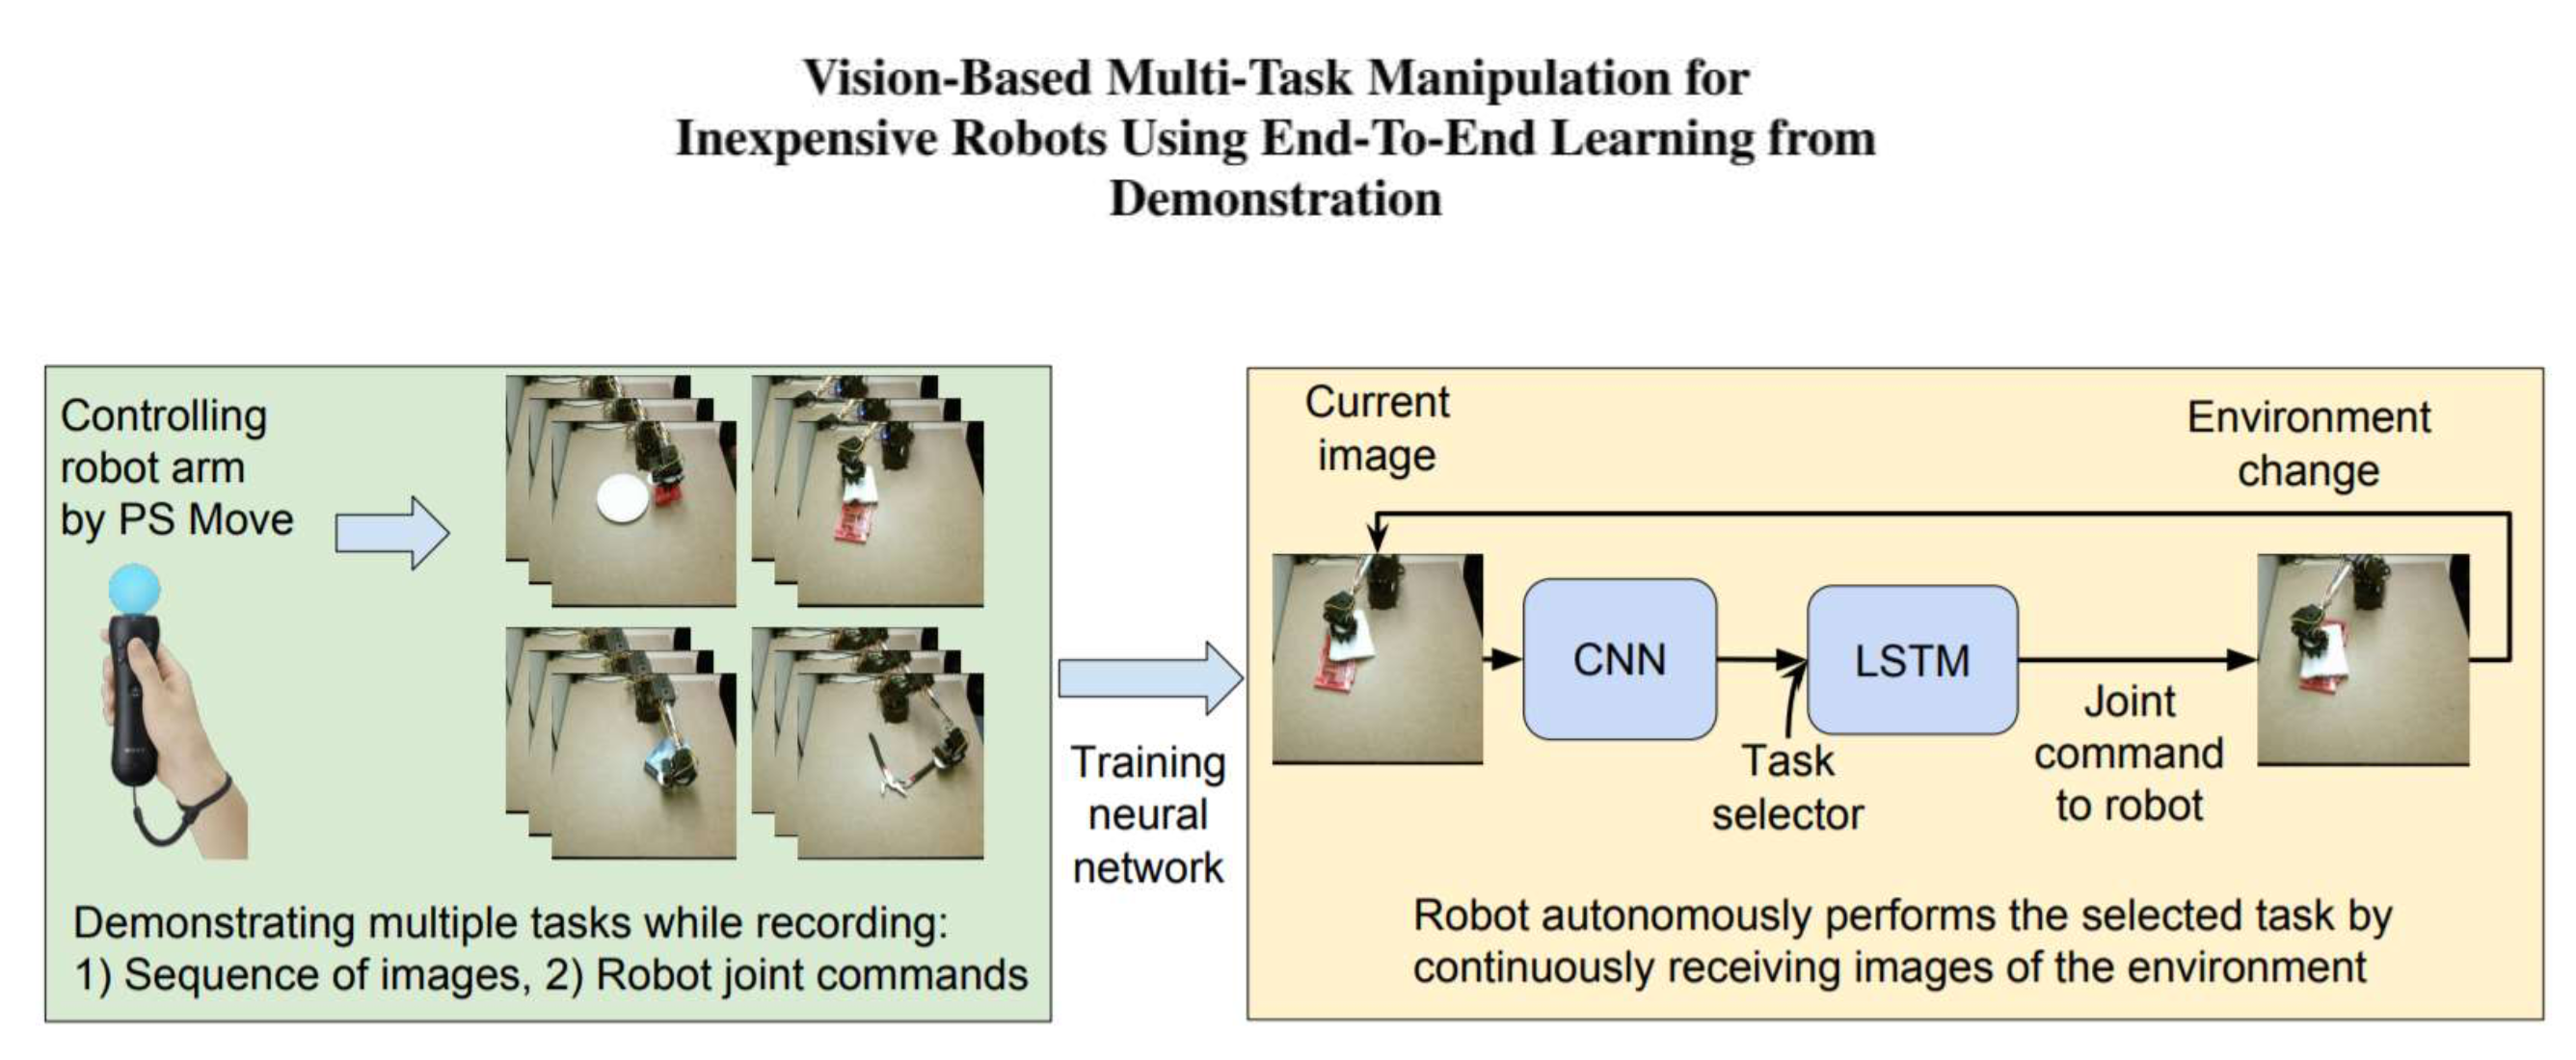 Vision-Based Multi-Task Manipulation for
Inexpensive Robots Using End-To-End Learning from
Demonstration
Controlling
robot arm
by PS Move
Demonstrating multiple tasks while recording:
1) Sequence of images, 2) Robot joint commands
Training
neural
network
Current
image
Environment
change
CNN
LSTM
Task
selector
Joint
command
to robot
Robot autonomously performs the selected task by
continuously receiving images of the environment